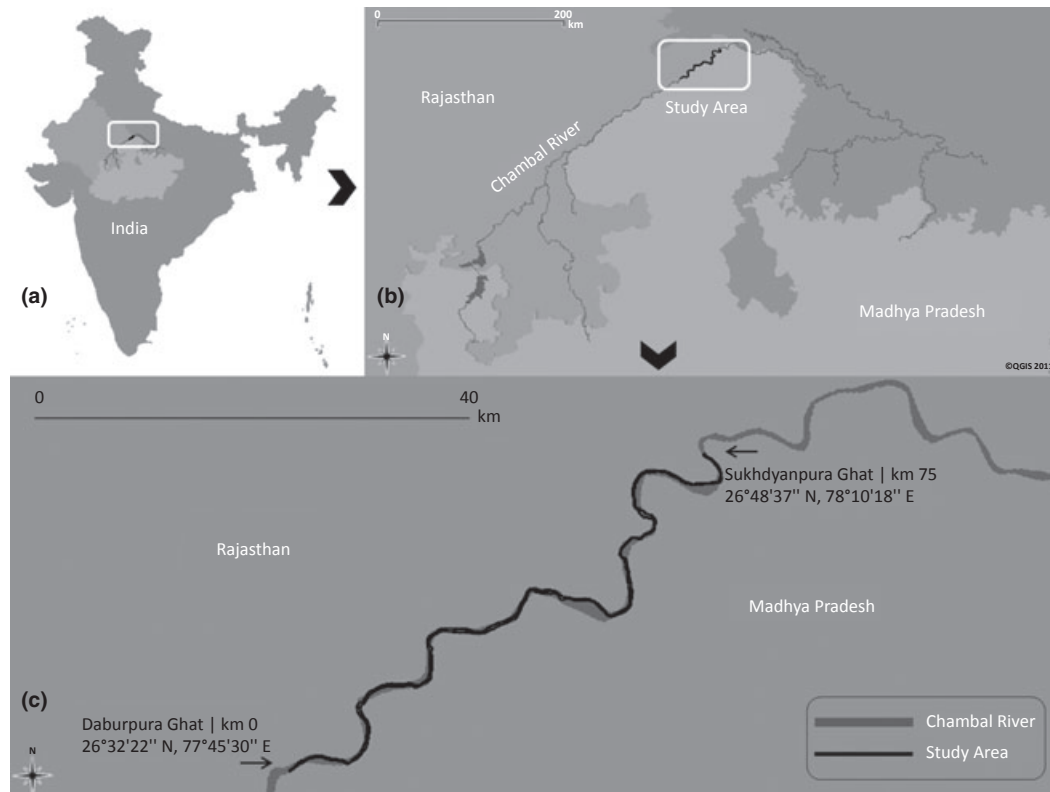 India
(a)
N
0 200
km
Rajasthan
Study Area
Chambal River
(b)
Madhya Pradesh
N
0 40
km
Sukhdyanpura Ghat | km 75
26°48'37'' N, 78°10'18'' E
Rajasthan
Madhya Pradesh
(c)
Daburpura Ghat | km 0
26°32'22'' N, 77°45'30'' E
Chambal River
Study Area